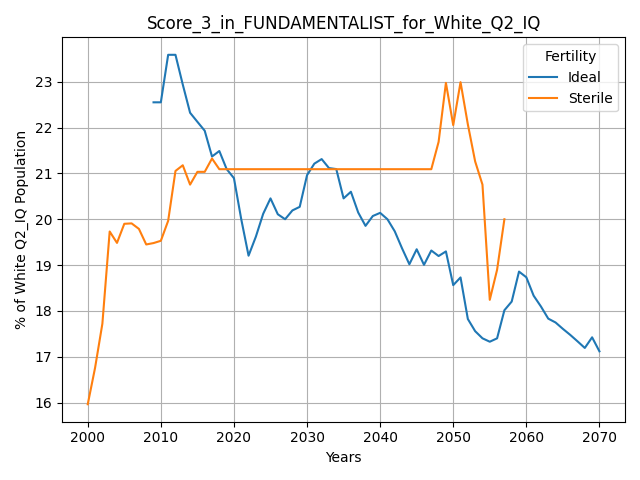 Score_3_in_FUNDAMENTALIST_for_White_Q2_IQ
Fertility
Ideal
Sterile
% of White Q2_IQ Population
23
22
21
20
19
18
17
16
2000
2010
2020
2030
2040
2050
2060
2070
Years